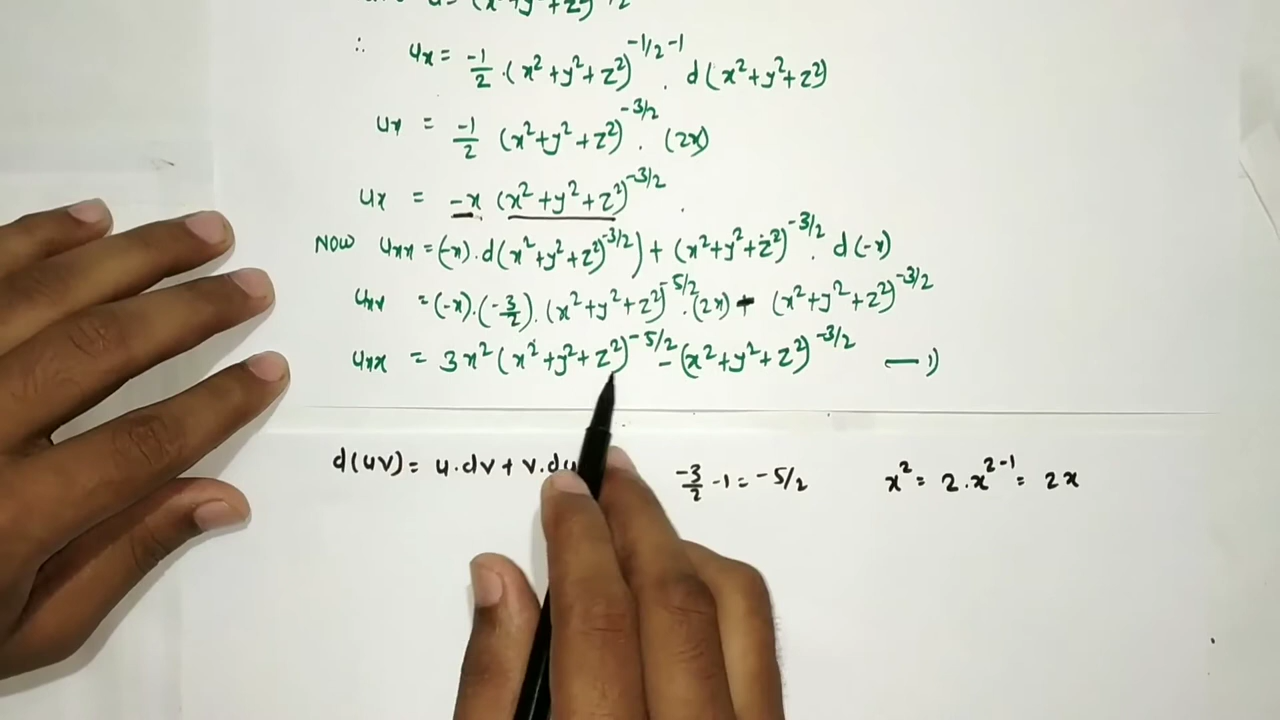 u = (x²+y²+z²)
∴ ux = -1/2 . (x²+y²+z²)^-1/2 -1 . d(x²+y²+z²)
ux = -1/2 (x²+y²+z²)^-3/2 . (2x)
ux = -x (x²+y²+z²)^-3/2 .
Now uxx = (-x).d(x²+y²+z²)^-3/2) + (x²+y²+z²)^-3/2 . d(-x)
uxx = (-x).(-3/2).(x²+y²+z²)^-5/2 .(2x) - (x²+y²+z²)^-3/2
uxx = 3x²(x²+y²+z²)^-5/2 - (x²+y²+z²)^-3/2 — 1)
d(uv) = u.dv + v.du
-3/2 -1 = -5/2
x² = 2.x^2-1 = 2x